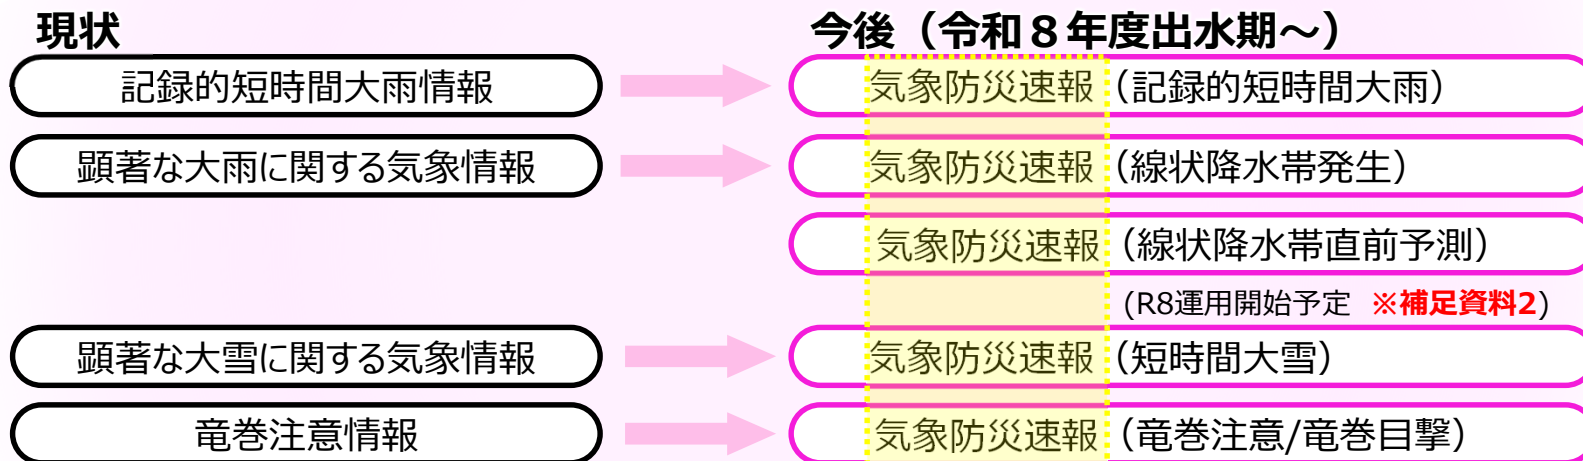 現状
今後（令和８年度出水期～）
記録的短時間大雨情報
気象防災速報（記録的短時間大雨）
顕著な大雨に関する気象情報
気象防災速報（線状降水帯発生）
気象防災速報（線状降水帯直前予測）
(R8運用開始予定 ※補足資料2)
顕著な大雪に関する気象情報
気象防災速報（短時間大雪）
竜巻注意情報
気象防災速報（竜巻注意/竜巻目撃）